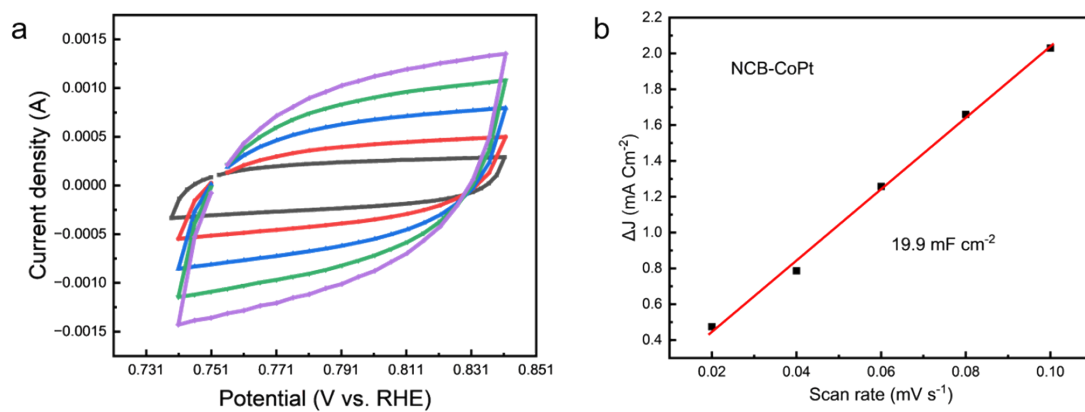 a
Current density (A)
0.0015
0.0010
0.0005
0.0000
−0.0005
−0.0010
−0.0015
0.731 0.751 0.771 0.791 0.811 0.831 0.851
Potential (V vs. RHE)
b
ΔJ (mA Cm⁻²)
2.2
2.0
1.8
1.6
1.4
1.2
1.0
0.8
0.6
0.4
NCB-CoPt
19.9 mF cm⁻²
0.02 0.04 0.06 0.08 0.10
Scan rate (mV s⁻¹)